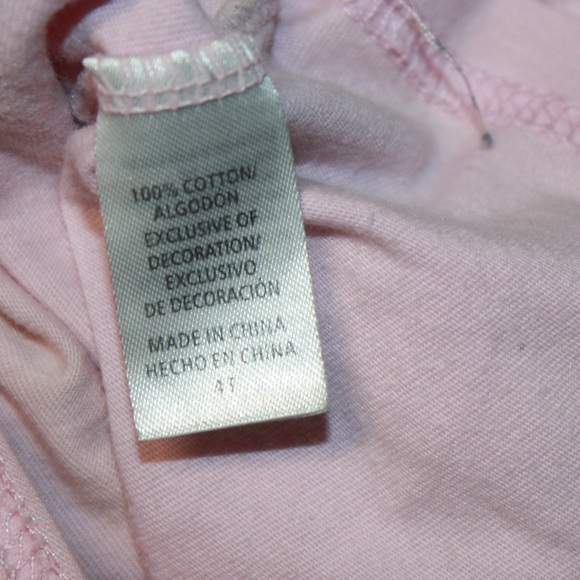 100% COTTON/
ALGODON
EXCLUSIVE OF
DECORATION/
EXCLUSIVO
DE DECORACIÓN
MADE IN CHINA
HECHO EN CHINA
4T